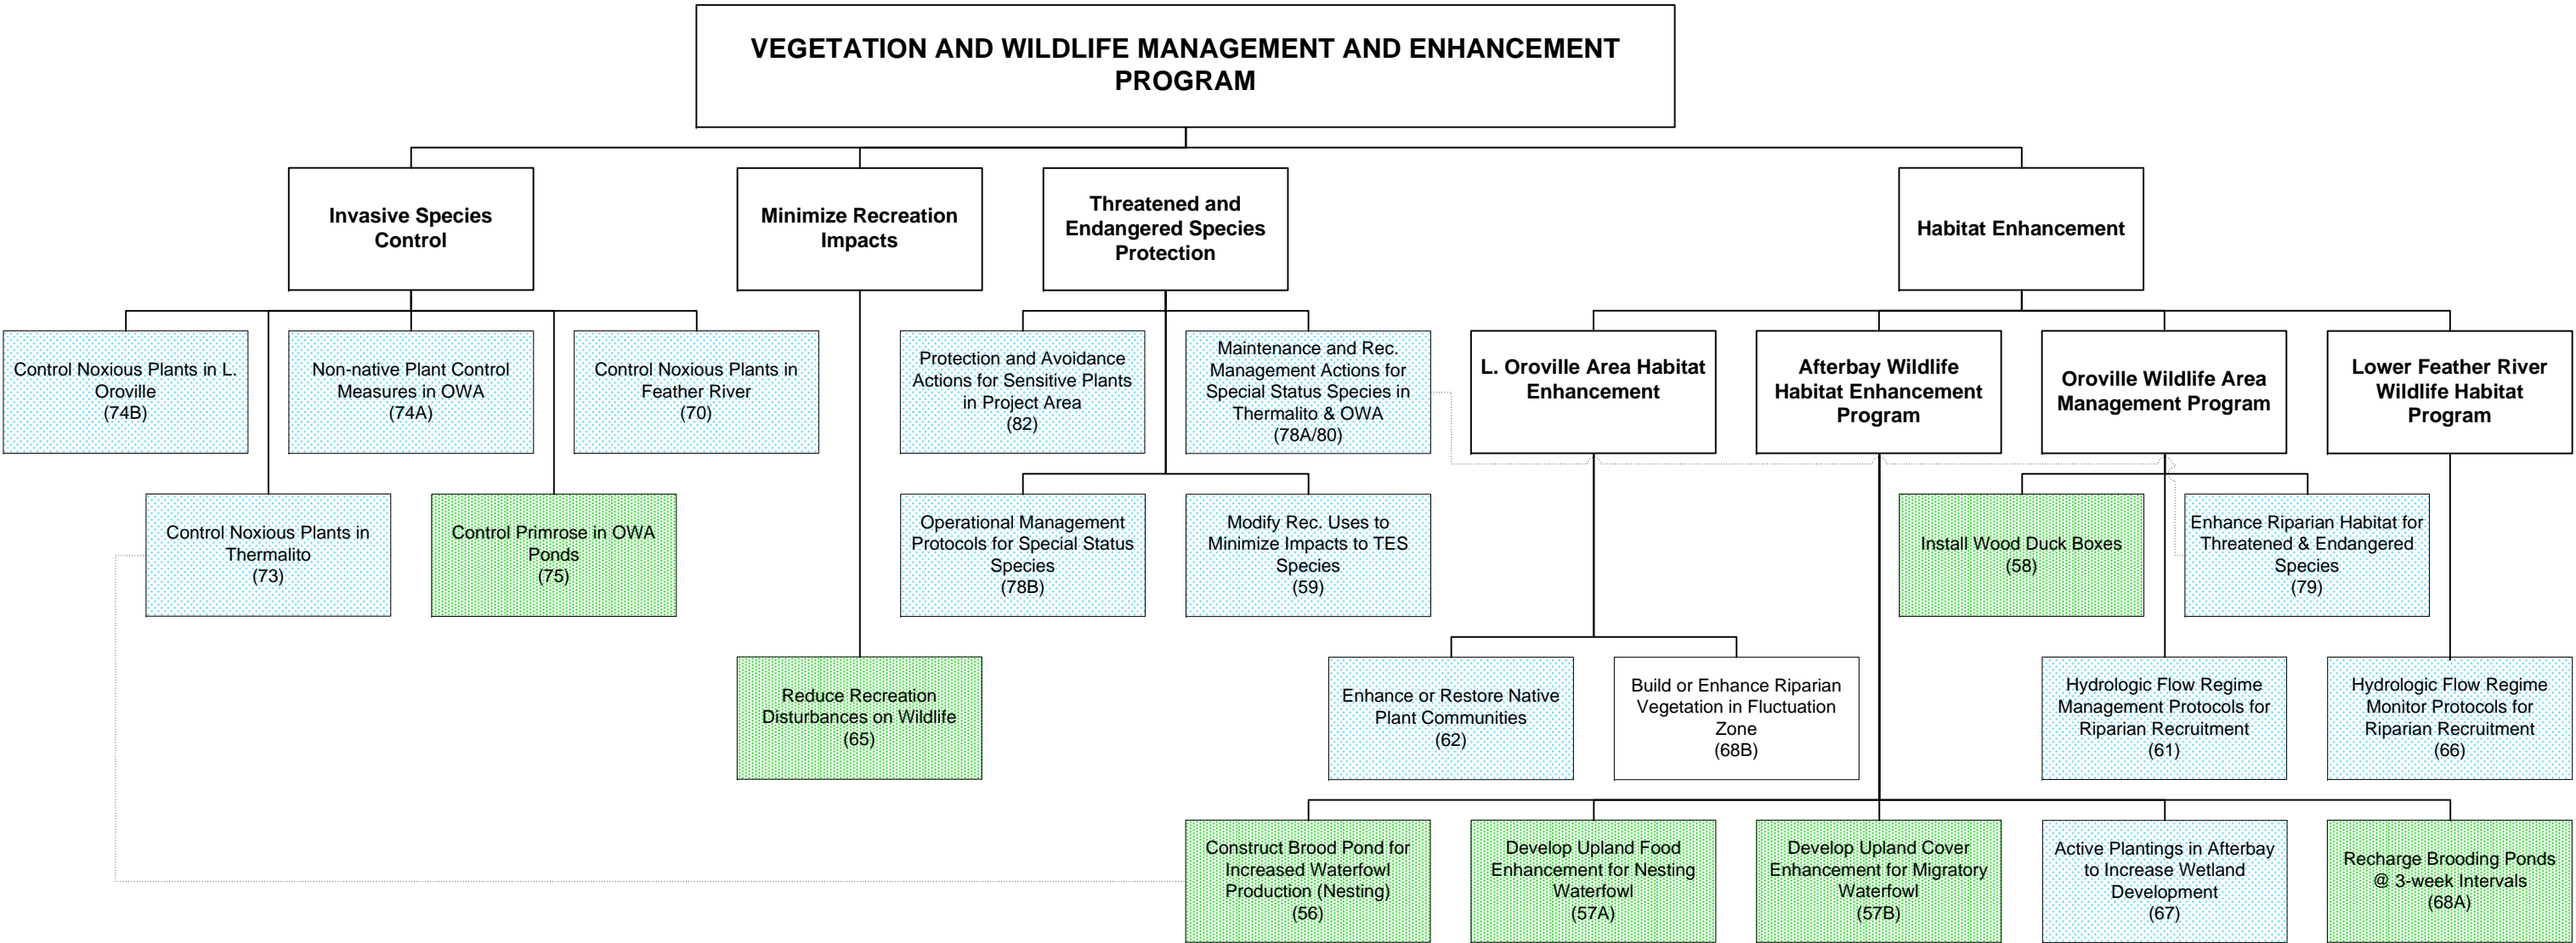 VEGETATION AND WILDLIFE MANAGEMENT AND ENHANCEMENT
PROGRAM
Invasive Species
Control
Minimize Recreation
Impacts
Threatened and
Endangered Species
Protection
Habitat Enhancement
Control Noxious Plants in L.
Oroville
(74B)
Non-native Plant Control
Measures in OWA
(74A)
Control Noxious Plants in
Feather River
(70)
Protection and Avoidance
Actions for Sensitive Plants
in Project Area
(82)
Maintenance and Rec.
Management Actions for
Special Status Species in
Thermalito & OWA
(78A/80)
L. Oroville Area Habitat
Enhancement
Afterbay Wildlife
Habitat Enhancement
Program
Oroville Wildlife Area
Management Program
Lower Feather River
Wildlife Habitat
Program
Control Noxious Plants in
Thermalito
(73)
Control Primrose in OWA
Ponds
(75)
Operational Management
Protocols for Special Status
Species
(78B)
Modify Rec. Uses to
Minimize Impacts to TES
Species
(59)
Install Wood Duck Boxes
(58)
Enhance Riparian Habitat for
Threatened & Endangered
Species
(79)
Reduce Recreation
Disturbances on Wildlife
(65)
Enhance or Restore Native
Plant Communities
(62)
Build or Enhance Riparian
Vegetation in Fluctuation
Zone
(68B)
Hydrologic Flow Regime
Management Protocols for
Riparian Recruitment
(61)
Hydrologic Flow Regime
Monitor Protocols for
Riparian Recruitment
(66)
Construct Brood Pond for
Increased Waterfowl
Production (Nesting)
(56)
Develop Upland Food
Enhancement for Nesting
Waterfowl
(57A)
Develop Upland Cover
Enhancement for Migratory
Waterfowl
(57B)
Active Plantings in Afterbay
to Increase Wetland
Development
(67)
Recharge Brooding Ponds
@ 3-week Intervals
(68A)